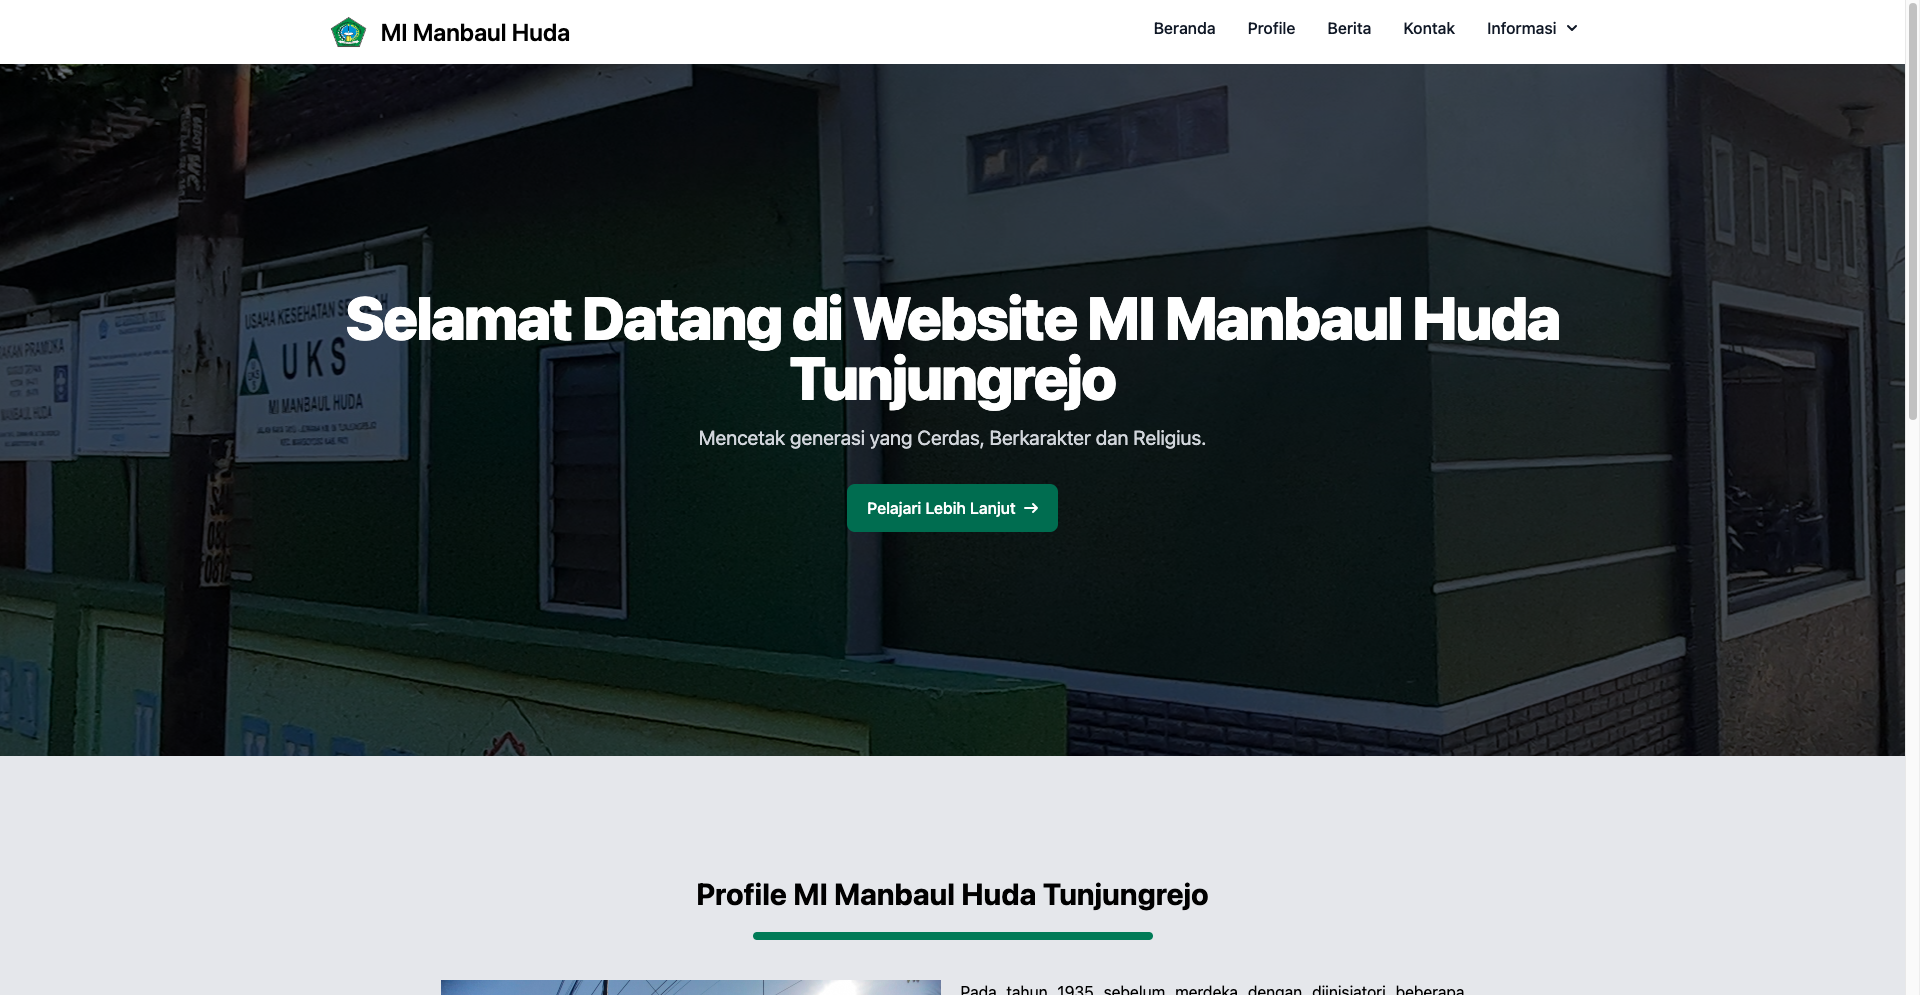 MI Manbaul Huda
Beranda
Profile
Berita
Kontak
Informasi
USAHA KESEHATAN
UKS
MI MANBAUL HUDA
Selamat Datang di Website MI Manbaul Huda
Tunjungrejo
Mencetak generasi yang Cerdas, Berkarakter dan Religius.
Pelajari Lebih Lanjut
Profile MI Manbaul Huda Tunjungrejo
Pada tahun 1935 sebelum merdeka dengan diinisiatori beberapa